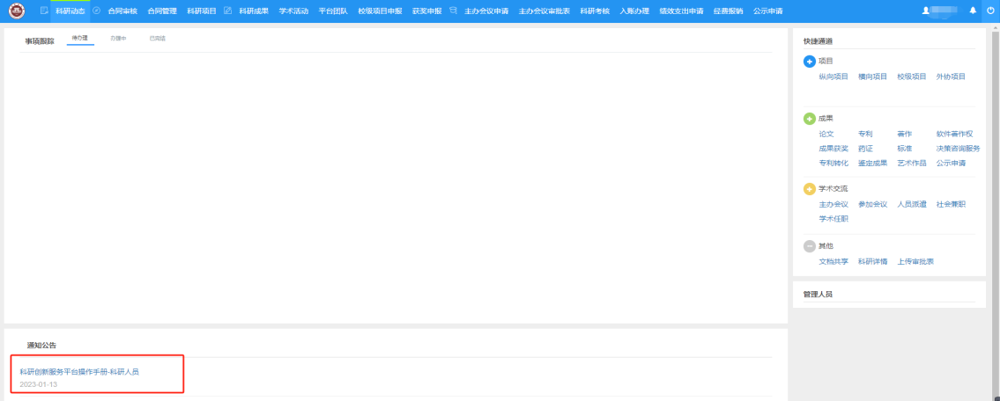 科研动态 合同审核 合同管理 科研项目 科研成果 学术活动 平台团队 校级项目申报 获奖申报 主办会议申请 主办会议审批表 科研考核 入账办理 绩效支出申请 经费报销 公示申请
事项跟踪 待办理 办理中 已完结
通知公告
科研创新服务平台操作手册-科研人员
2023-01-13
快捷通道
项目
纵向项目 横向项目 校级项目 外协项目
成果
论文 专利 著作 软件著作权
成果获奖 药证 标准 决策咨询服务
专利转化 鉴定成果 艺术作品 公示申请
学术交流
主办会议 参加会议 人员派遣 社会兼职
学术任职
其他
文档共享 科研详情 上传审批表
管理人员